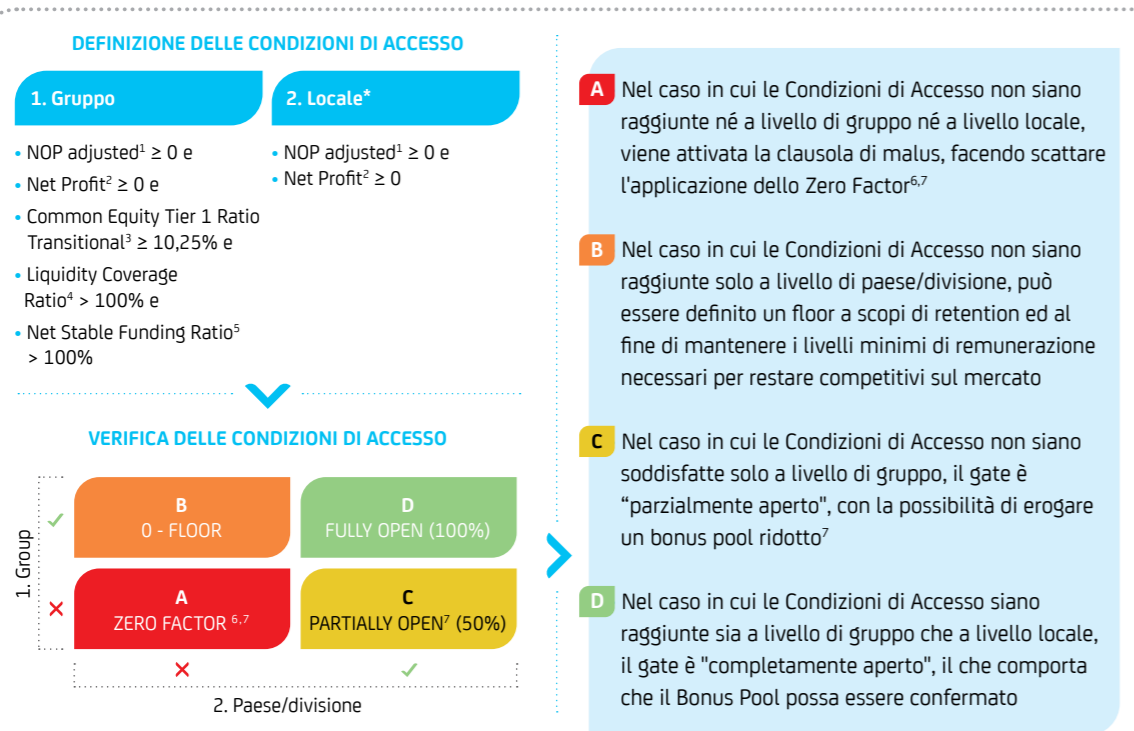 DEFINIZIONE DELLE CONDIZIONI DI ACCESSO
1. Gruppo
2. Locale*
• NOP adjusted¹ ≥ 0 e
• Net Profit² ≥ 0 e
• Common Equity Tier 1 Ratio
Transitional³ ≥ 10,25% e
• Liquidity Coverage
Ratio⁴ > 100% e
• Net Stable Funding Ratio⁵
> 100%
• NOP adjusted¹ ≥ 0 e
• Net Profit² ≥ 0
VERIFICA DELLE CONDIZIONI DI ACCESSO
1. Group
B
0 - FLOOR
D
FULLY OPEN (100%)
A
ZERO FACTOR ⁶,⁷
C
PARTIALLY OPEN⁷ (50%)
2. Paese/divisione
A Nel caso in cui le Condizioni di Accesso non siano
raggiunte né a livello di gruppo né a livello locale,
viene attivata la clausola di malus, facendo scattare
l'applicazione dello Zero Factor⁶,⁷
B Nel caso in cui le Condizioni di Accesso non siano
raggiunte solo a livello di paese/divisione, può
essere definito un floor a scopi di retention ed al
fine di mantenere i livelli minimi di remunerazione
necessari per restare competitivi sul mercato
C Nel caso in cui le Condizioni di Accesso non siano
soddisfatte solo a livello di gruppo, il gate è
“parzialmente aperto", con la possibilità di erogare
un bonus pool ridotto⁷
D Nel caso in cui le Condizioni di Accesso siano
raggiunte sia a livello di gruppo che a livello locale,
il gate è "completamente aperto", il che comporta
che il Bonus Pool possa essere confermato